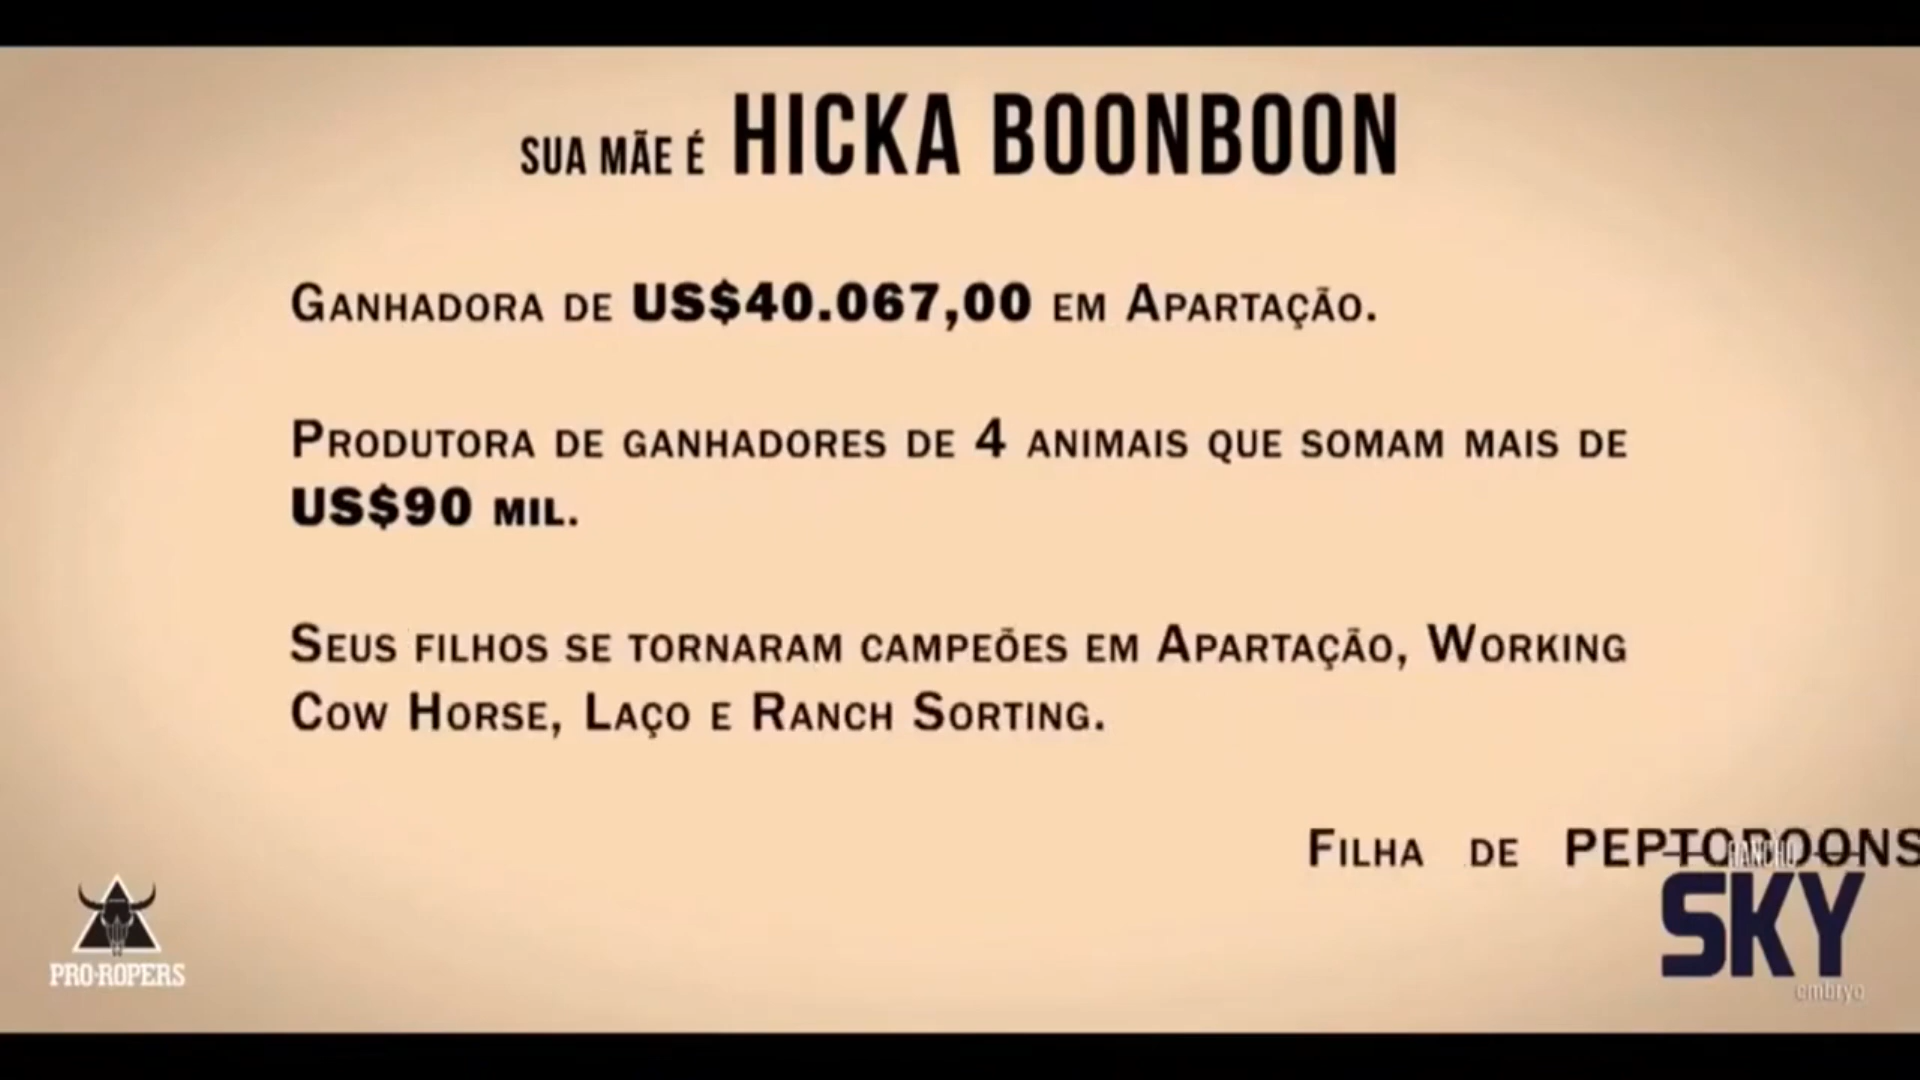 SUA MÃE É HICKA BOONBOON
GANHADORA DE US$40.067,00 EM APARTAÇÃO.
PRODUTORA DE GANHADORES DE 4 ANIMAIS QUE SOMAM MAIS DE
US$90 MIL.
SEUS FILHOS SE TORNARAM CAMPEÕES EM APARTAÇÃO, WORKING
COW HORSE, LAÇO E RANCH SORTING.
FILHA DE PEPTOBOONS
PRO-ROPERS
RANCHO
SKY
embryo